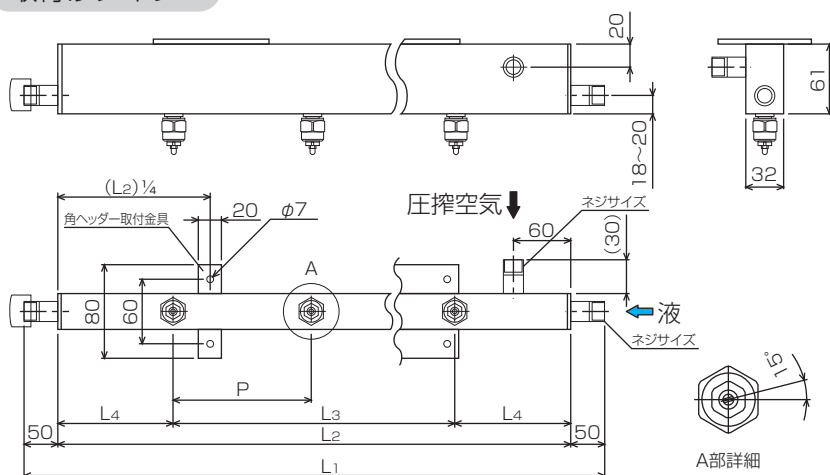 20
18~20
61
32
(L2)¼
20
φ7
角ヘッダー取付金具
圧搾空気
ネジサイズ
60
(30)
A
80
60
液
ネジサイズ
P
L4
L3
L4
50
L2
50
L1
15°
A部詳細